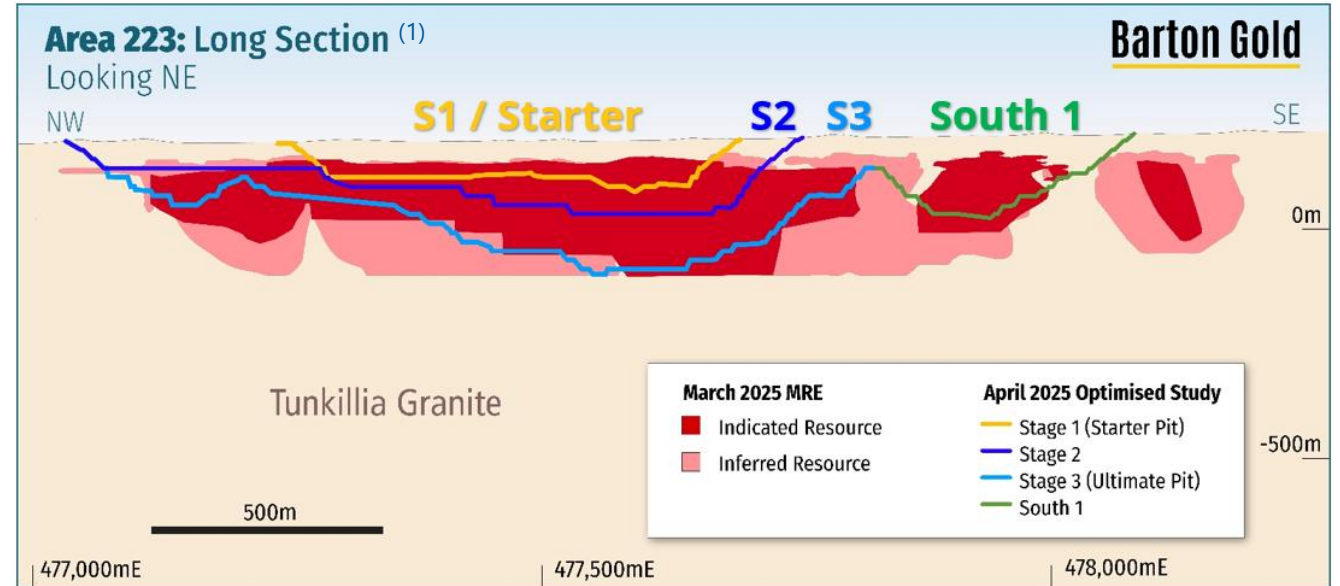 Area 223: Long Section (1)
Barton Gold
Looking NE
NW
S1 / Starter
S2
S3
South 1
SE
0m
Tunkillia Granite
March 2025 MRE
Indicated Resource
Inferred Resource
April 2025 Optimised Study
Stage 1 (Starter Pit)
Stage 2
Stage 3 (Ultimate Pit)
South 1
-500m
500m
477,000mE
477,500mE
478,000mE